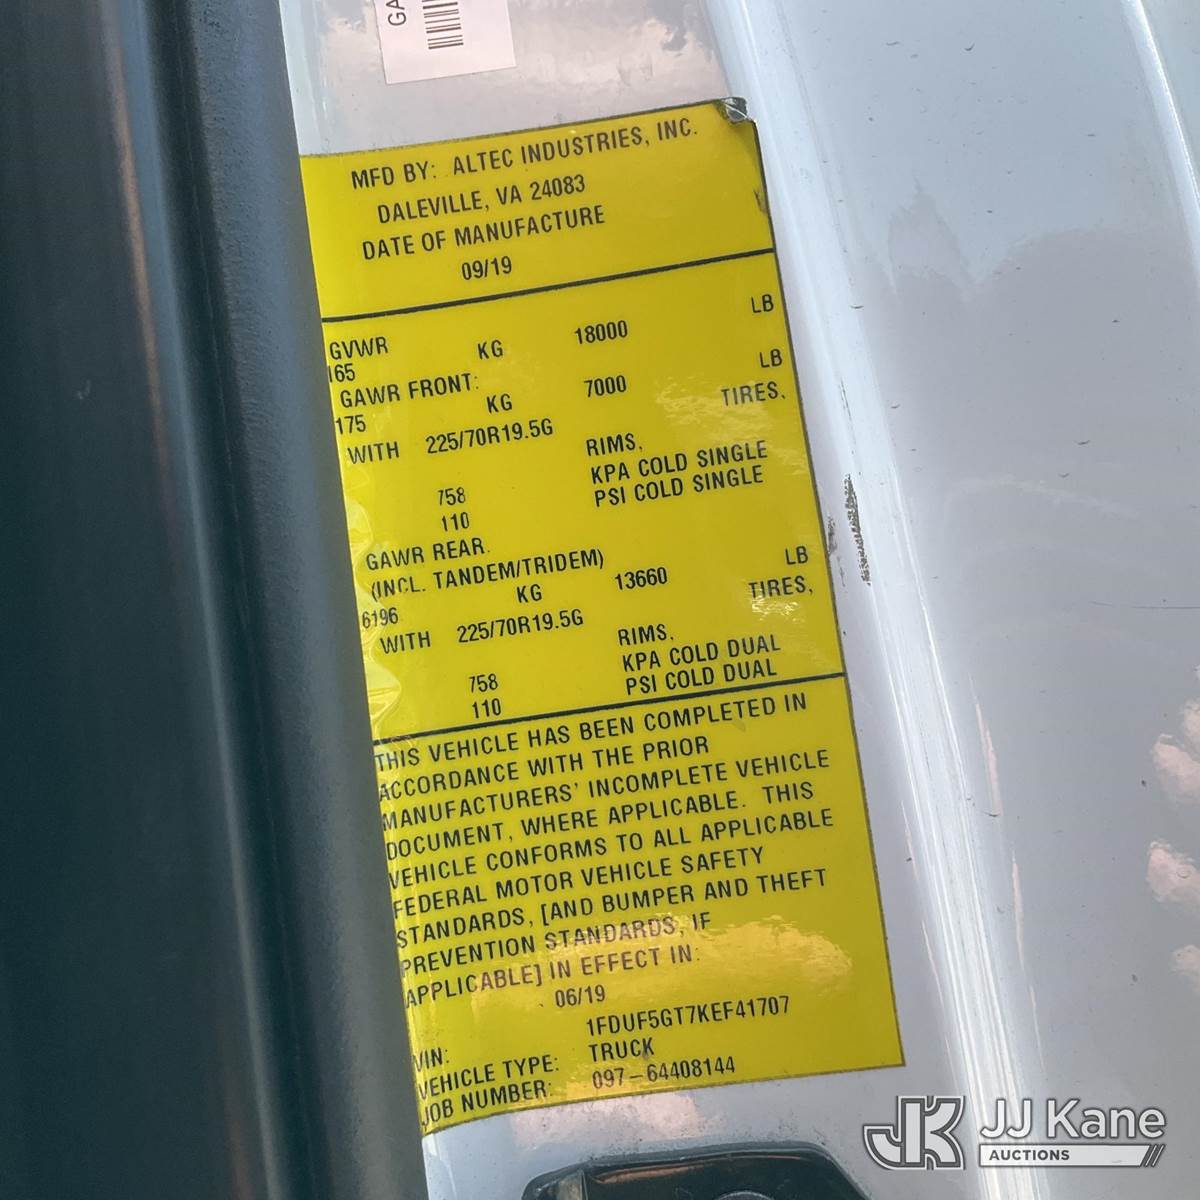 GA
MFD BY: ALTEC INDUSTRIES, INC.
DALEVILLE, VA 24083
DATE OF MANUFACTURE
09/19
GVWR
165 KG 18000 LB
GAWR FRONT:
175 KG 7000 LB
WITH 225/70R19.5G TIRES,
RIMS,
758 KPA COLD SINGLE
110 PSI COLD SINGLE
GAWR REAR.
(INCL. TANDEM/TRIDEM)
6196 KG 13660 LB
WITH 225/70R19.5G TIRES,
RIMS,
758 KPA COLD DUAL
110 PSI COLD DUAL
THIS VEHICLE HAS BEEN COMPLETED IN
ACCORDANCE WITH THE PRIOR
MANUFACTURERS' INCOMPLETE VEHICLE
DOCUMENT, WHERE APPLICABLE. THIS
VEHICLE CONFORMS TO ALL APPLICABLE
FEDERAL MOTOR VEHICLE SAFETY
STANDARDS, [AND BUMPER AND THEFT
PREVENTION STANDARDS, IF
APPLICABLE] IN EFFECT IN:
06/19
VIN: 1FDUF5GT7KEF41707
VEHICLE TYPE: TRUCK
JOB NUMBER: 097-64408144
JK JJ Kane
AUCTIONS